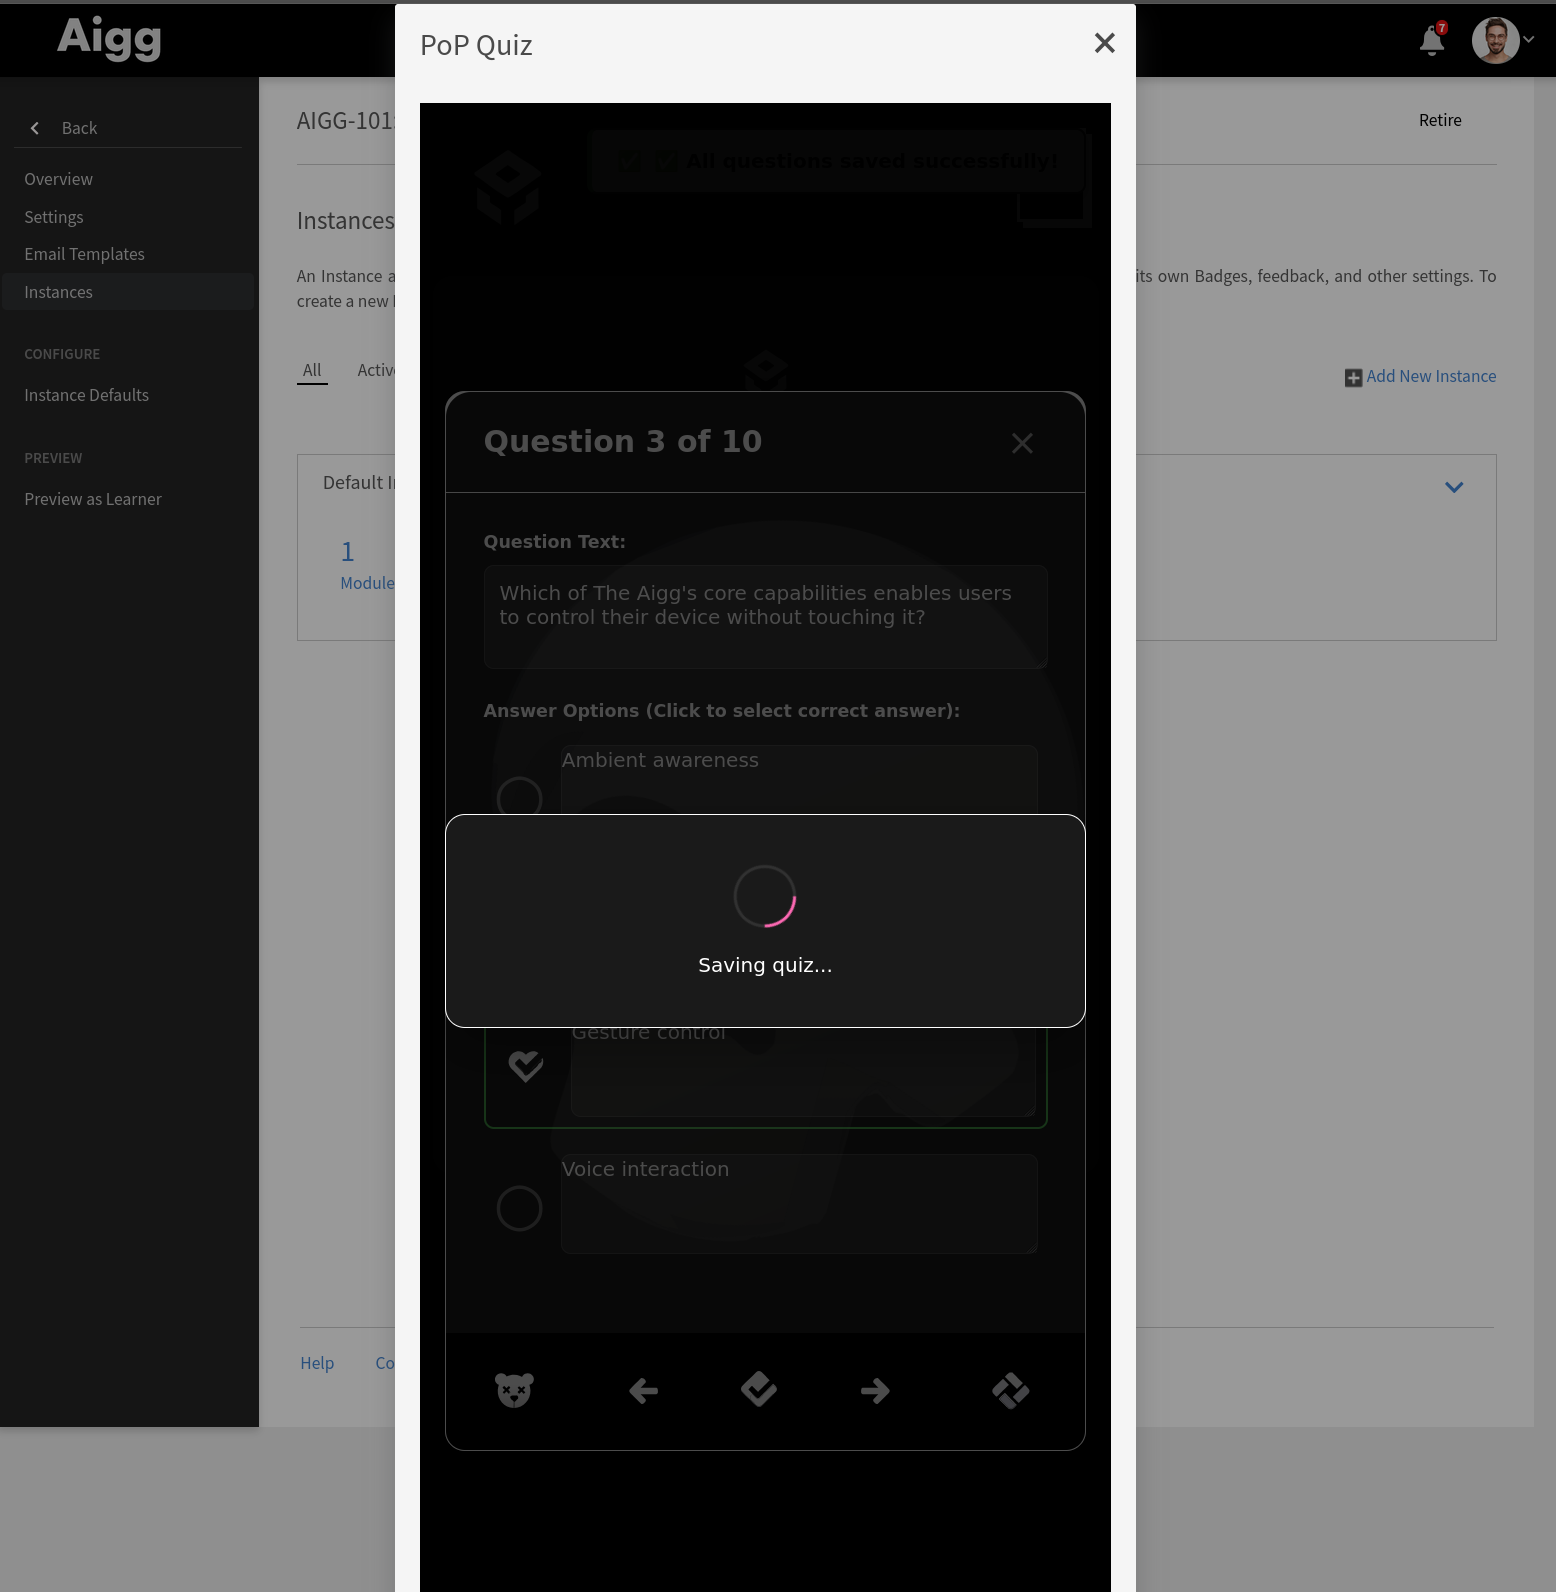 Aigg
PoP Quiz
7
Back
Overview
Settings
Email Templates
Instances
CONFIGURE
Instance Defaults
PREVIEW
Preview as Learner
AIGG-101
Retire
Instances
An Instance a
its own Badges, feedback, and other settings. To
create a new
All
Active
Add New Instance
Default
1
Module
Help
All questions saved successfully!
Question 3 of 10
Question Text:
Which of The Aigg's core capabilities enables users
to control their device without touching it?
Answer Options (Click to select correct answer):
Ambient awareness
Saving quiz...
Gesture control
Voice interaction